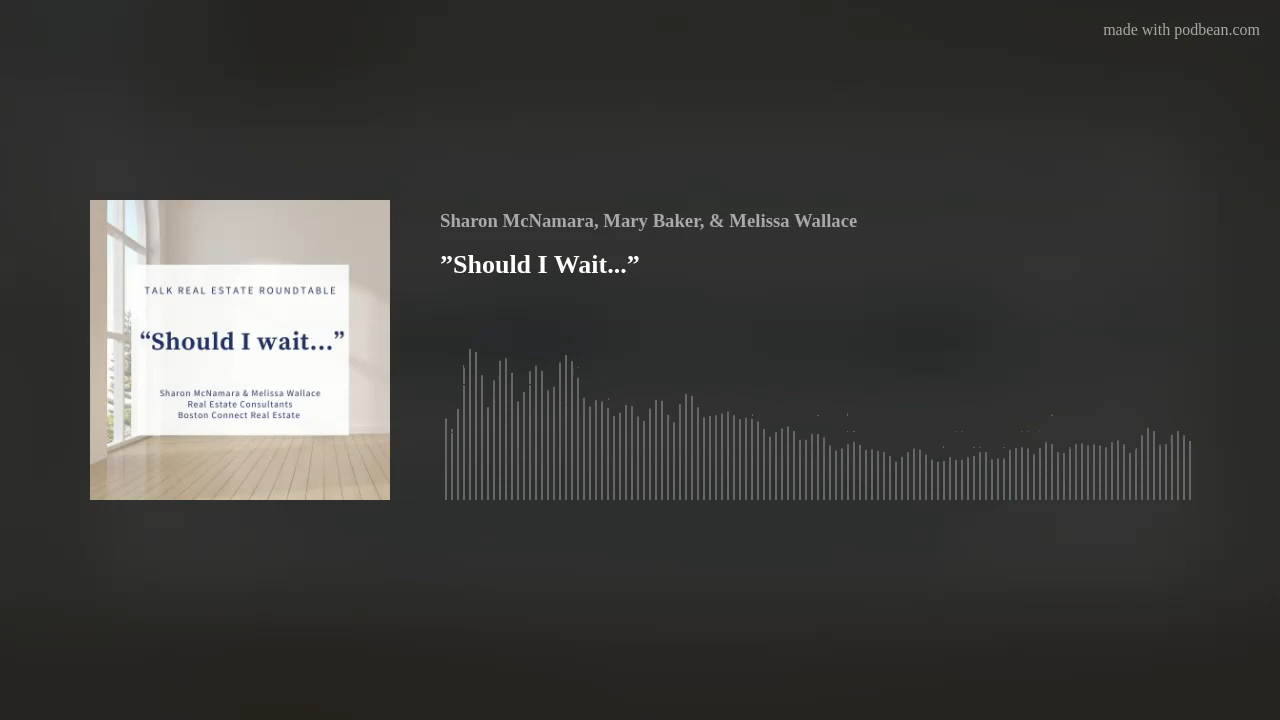 made with podbean.com
Sharon McNamara, Mary Baker, & Melissa Wallace
”Should I Wait...”
TALK REAL ESTATE ROUNDTABLE
“Should I wait...”
Sharon McNamara & Melissa Wallace
Real Estate Consultants
Boston Connect Real Estate